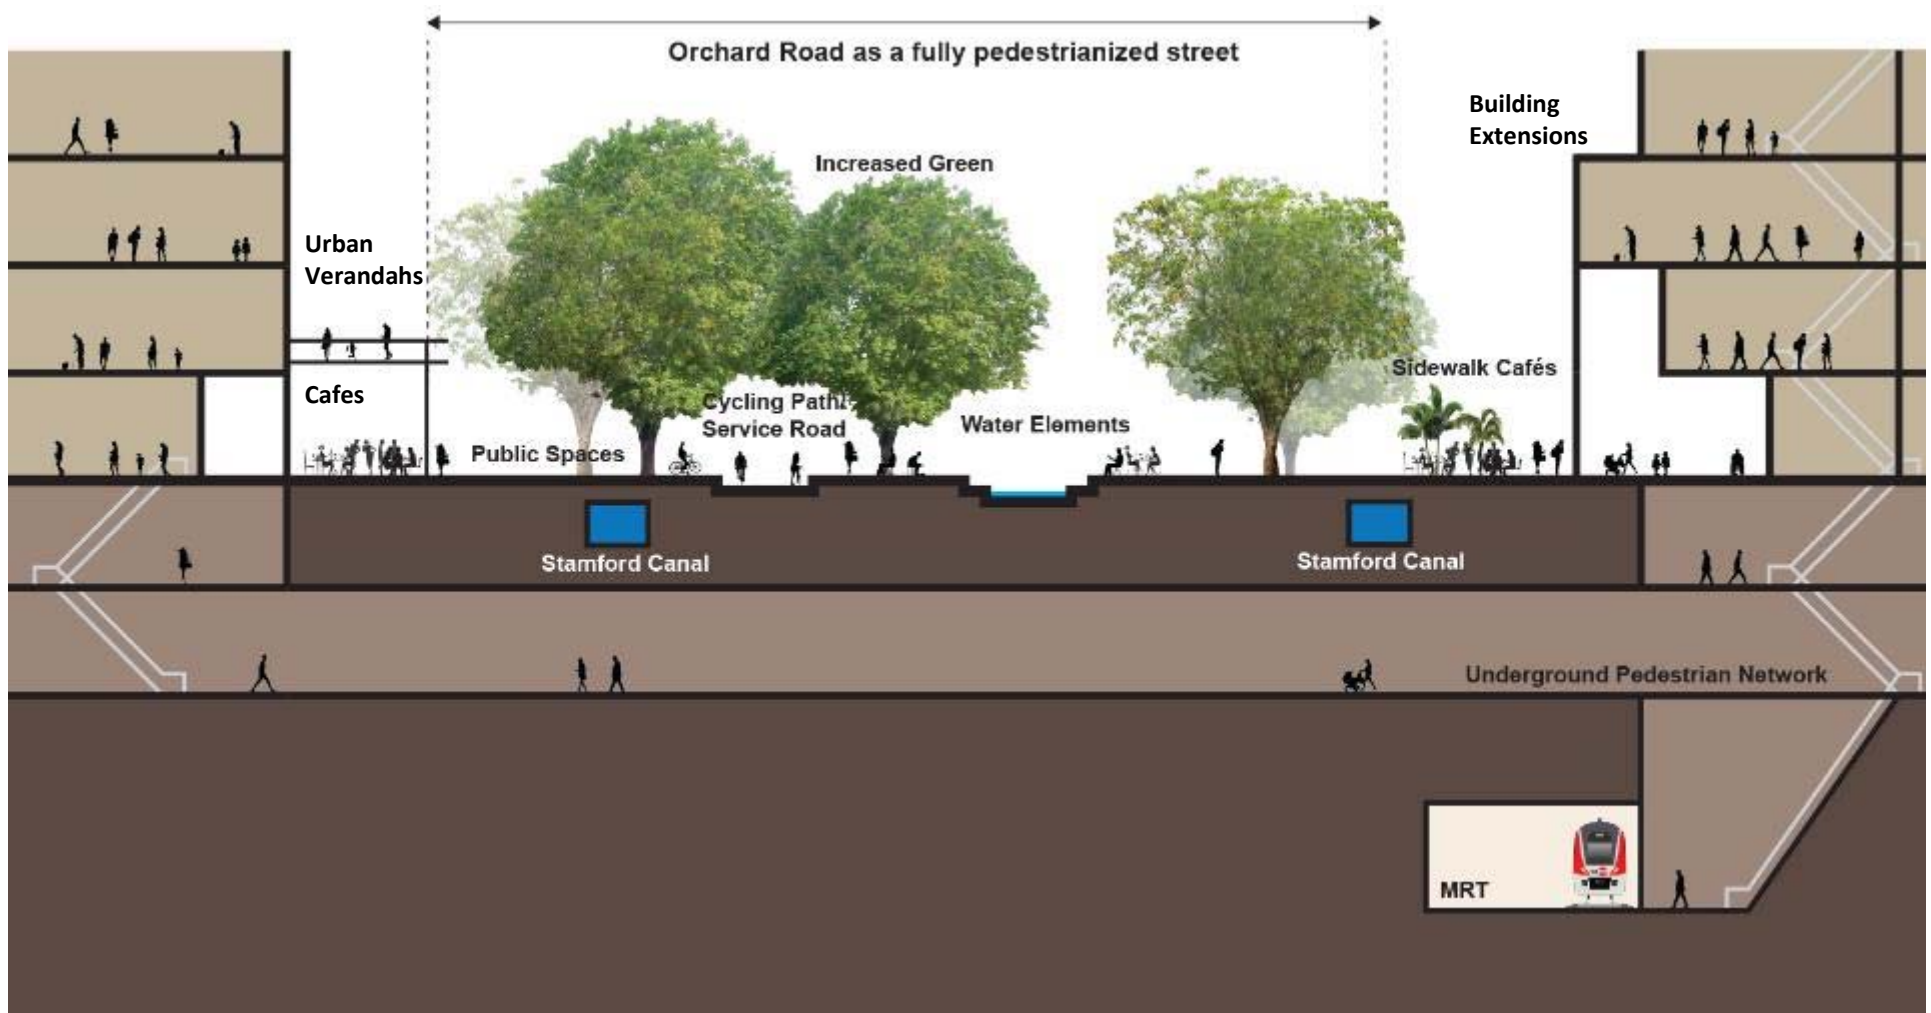 Orchard Road as a fully pedestrianized street
Building
Extensions
Increased Green
Urban
Verandahs
Sidewalk Cafés
Cafes
Cycling Path/
Service Road
Water Elements
Public Spaces
Stamford Canal
Stamford Canal
Underground Pedestrian Network
MRT